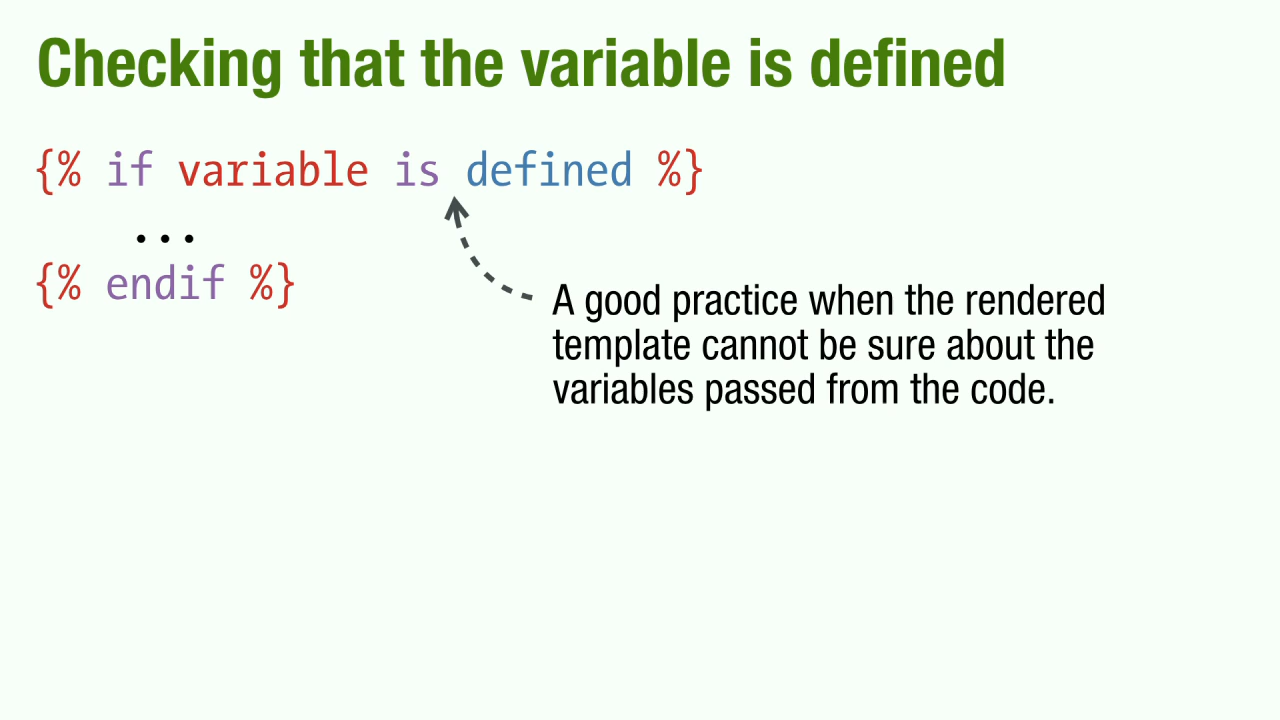 Checking that the variable is defined
{% if variable is defined %}
...
{% endif %}
A good practice when the rendered
template cannot be sure about the
variables passed from the code.